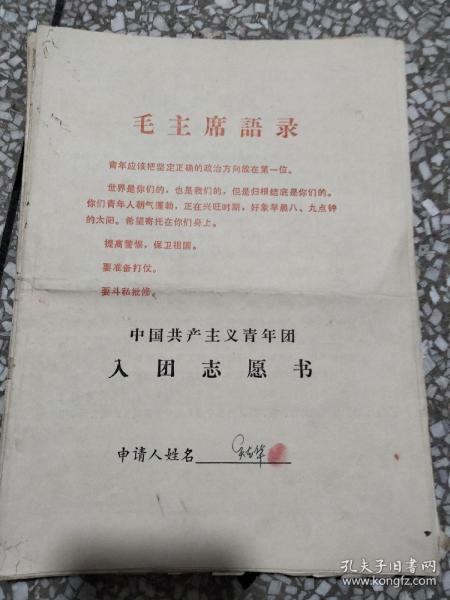 毛主席語录
青年应该把坚定正确的政治方向放在第一位。
世界是你们的，也是我们的，但是归根结底是你们的。
你们青年人朝气蓬勃，正在兴旺时期，好象早晨八、九点钟
的太阳。希望寄托在你们身上。
提高警惕，保卫祖国。
要准备打仗。
要斗私批修。
中国共产主义青年团
入团志愿书
申请人姓名
孔夫子旧书网
www.kongfz.com